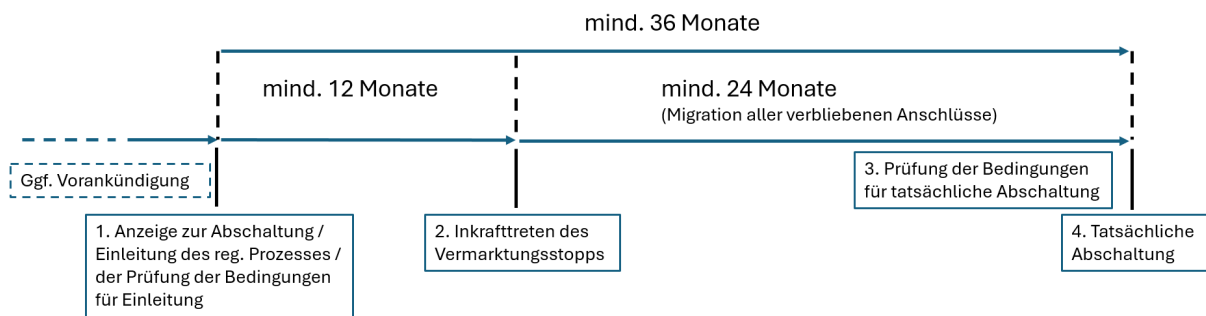 mind. 36 Monate
mind. 12 Monate
mind. 24 Monate
(Migration aller verbliebenen Anschlüsse)
Ggf. Vorankündigung
3. Prüfung der Bedingungen
für tatsächliche Abschaltung
1. Anzeige zur Abschaltung /
Einleitung des reg. Prozesses /
der Prüfung der Bedingungen
für Einleitung
2. Inkrafttreten des
Vermarktungsstopps
4. Tatsächliche
Abschaltung